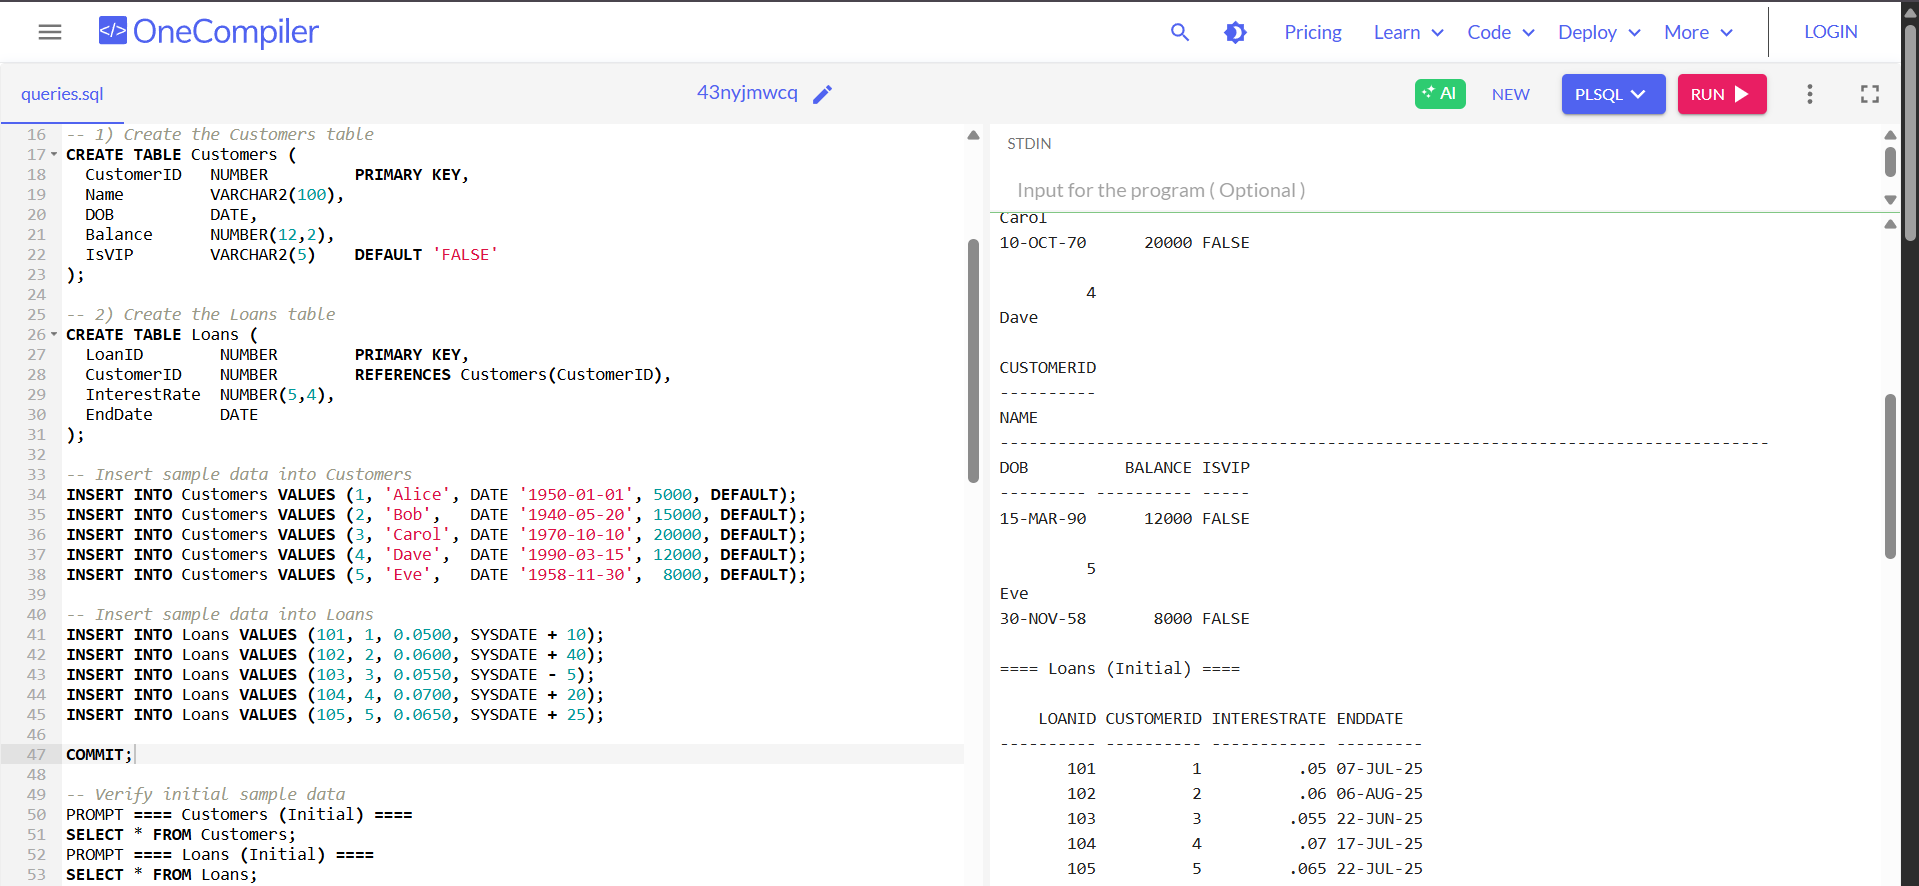 </> OneCompiler
Pricing Learn Code Deploy More LOGIN
queries.sql
43nyjmwcq
AI NEW PLSQL RUN
16 -- 1) Create the Customers table
17 CREATE TABLE Customers (
18 CustomerID NUMBER PRIMARY KEY,
19 Name VARCHAR2(100),
20 DOB DATE,
21 Balance NUMBER(12,2),
22 IsVIP VARCHAR2(5) DEFAULT 'FALSE'
23 );
24
25 -- 2) Create the Loans table
26 CREATE TABLE Loans (
27 LoanID NUMBER PRIMARY KEY,
28 CustomerID NUMBER REFERENCES Customers(CustomerID),
29 InterestRate NUMBER(5,4),
30 EndDate DATE
31 );
32
33 -- Insert sample data into Customers
34 INSERT INTO Customers VALUES (1, 'Alice', DATE '1950-01-01', 5000, DEFAULT);
35 INSERT INTO Customers VALUES (2, 'Bob', DATE '1940-05-20', 15000, DEFAULT);
36 INSERT INTO Customers VALUES (3, 'Carol', DATE '1970-10-10', 20000, DEFAULT);
37 INSERT INTO Customers VALUES (4, 'Dave', DATE '1990-03-15', 12000, DEFAULT);
38 INSERT INTO Customers VALUES (5, 'Eve', DATE '1958-11-30', 8000, DEFAULT);
39
40 -- Insert sample data into Loans
41 INSERT INTO Loans VALUES (101, 1, 0.0500, SYSDATE + 10);
42 INSERT INTO Loans VALUES (102, 2, 0.0600, SYSDATE + 40);
43 INSERT INTO Loans VALUES (103, 3, 0.0550, SYSDATE - 5);
44 INSERT INTO Loans VALUES (104, 4, 0.0700, SYSDATE + 20);
45 INSERT INTO Loans VALUES (105, 5, 0.0650, SYSDATE + 25);
46
47 COMMIT;
48
49 -- Verify initial sample data
50 PROMPT ==== Customers (Initial) ====
51 SELECT * FROM Customers;
52 PROMPT ==== Loans (Initial) ====
53 SELECT * FROM Loans;
STDIN
Input for the program ( Optional )
Carol
10-OCT-70 20000 FALSE
4
Dave
CUSTOMERID
----------
NAME
--------------------------------------------------------------------------------
DOB BALANCE ISVIP
--------- ---------- -----
15-MAR-90 12000 FALSE
5
Eve
30-NOV-58 8000 FALSE
==== Loans (Initial) ====
LOANID CUSTOMERID INTERESTRATE ENDDATE
---------- ---------- ------------ ---------
101 1 .05 07-JUL-25
102 2 .06 06-AUG-25
103 3 .055 22-JUN-25
104 4 .07 17-JUL-25
105 5 .065 22-JUL-25